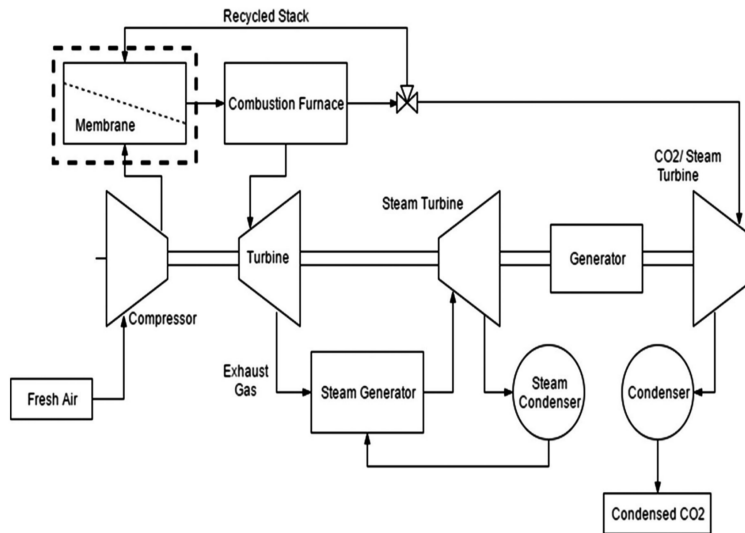 Recycled Stack
Membrane
Combustion Furnace
CO2/ Steam
Turbine
Steam Turbine
Turbine
Generator
Compressor
Exhaust
Gas
Fresh Air
Steam Generator
Steam
Condenser
Condenser
Condensed CO2